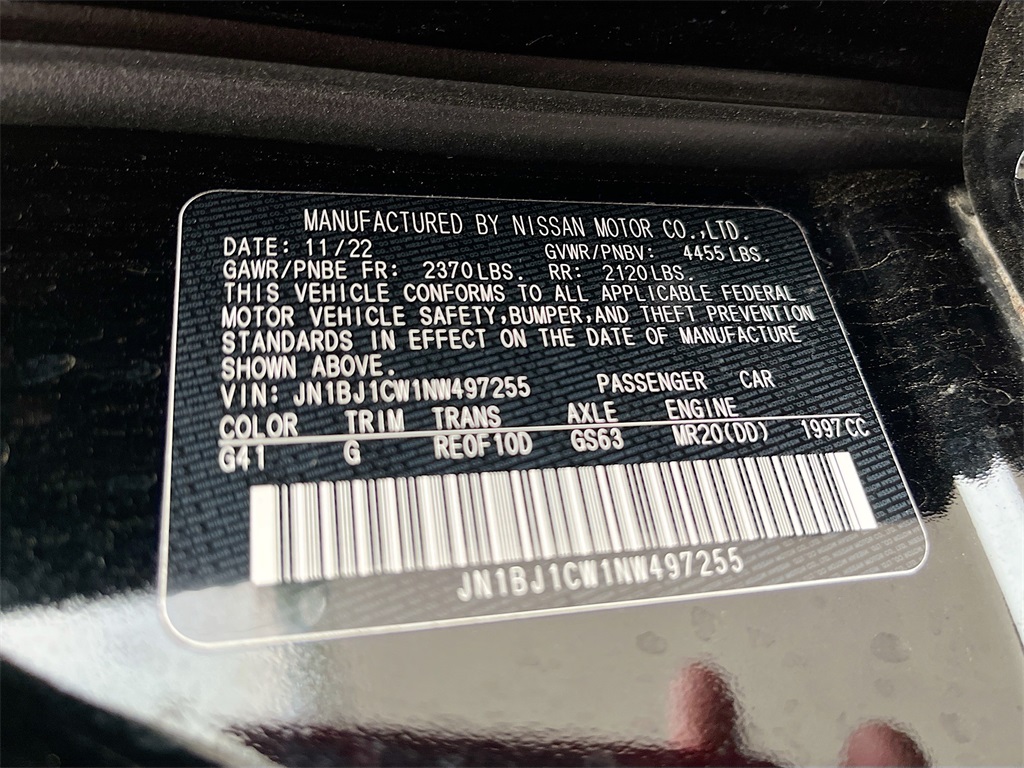 MANUFACTURED BY NISSAN MOTOR CO.,LTD.
DATE: 11/22 GVWR/PNBV: 4455 LBS.
GAWR/PNBE FR: 2370 LBS. RR: 2120 LBS.
THIS VEHICLE CONFORMS TO ALL APPLICABLE FEDERAL
MOTOR VEHICLE SAFETY,BUMPER,AND THEFT PREVENTION
STANDARDS IN EFFECT ON THE DATE OF MANUFACTURE
SHOWN ABOVE.
VIN: JN1BJ1CW1NW497255 PASSENGER CAR
COLOR TRIM TRANS AXLE ENGINE
G41 G RE0F10D GS63 MR20(DD) 1997CC
JN1BJ1CW1NW497255